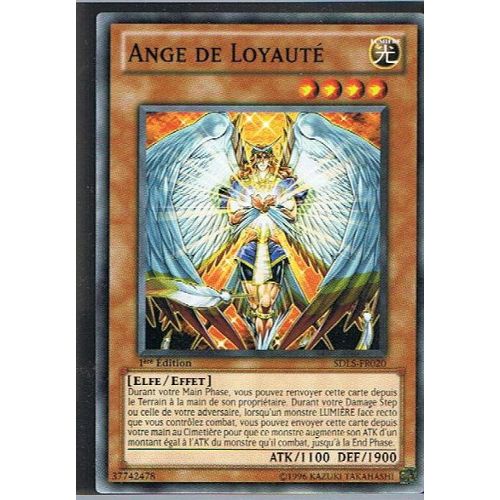 ANGE DE LOYAUTÉ
LUMIÈRE
光
1ère Édition
SDLS-FR020
[ELFE/EFFET]
Durant votre Main Phase, vous pouvez renvoyer cette carte depuis
le Terrain à la main de son propriétaire. Durant votre Damage Step
ou celle de votre adversaire, lorsqu'un monstre LUMIÈRE face recto
que vous contrôlez combat, vous pouvez envoyer cette carte depuis
votre main au Cimetière pour que ce monstre augmente son ATK d'un
montant égal à l'ATK du monstre qu'il combat, jusqu'à la End Phase.
ATK/1100 DEF/1900
37742478
©1996 KAZUKI TAKAHASHI